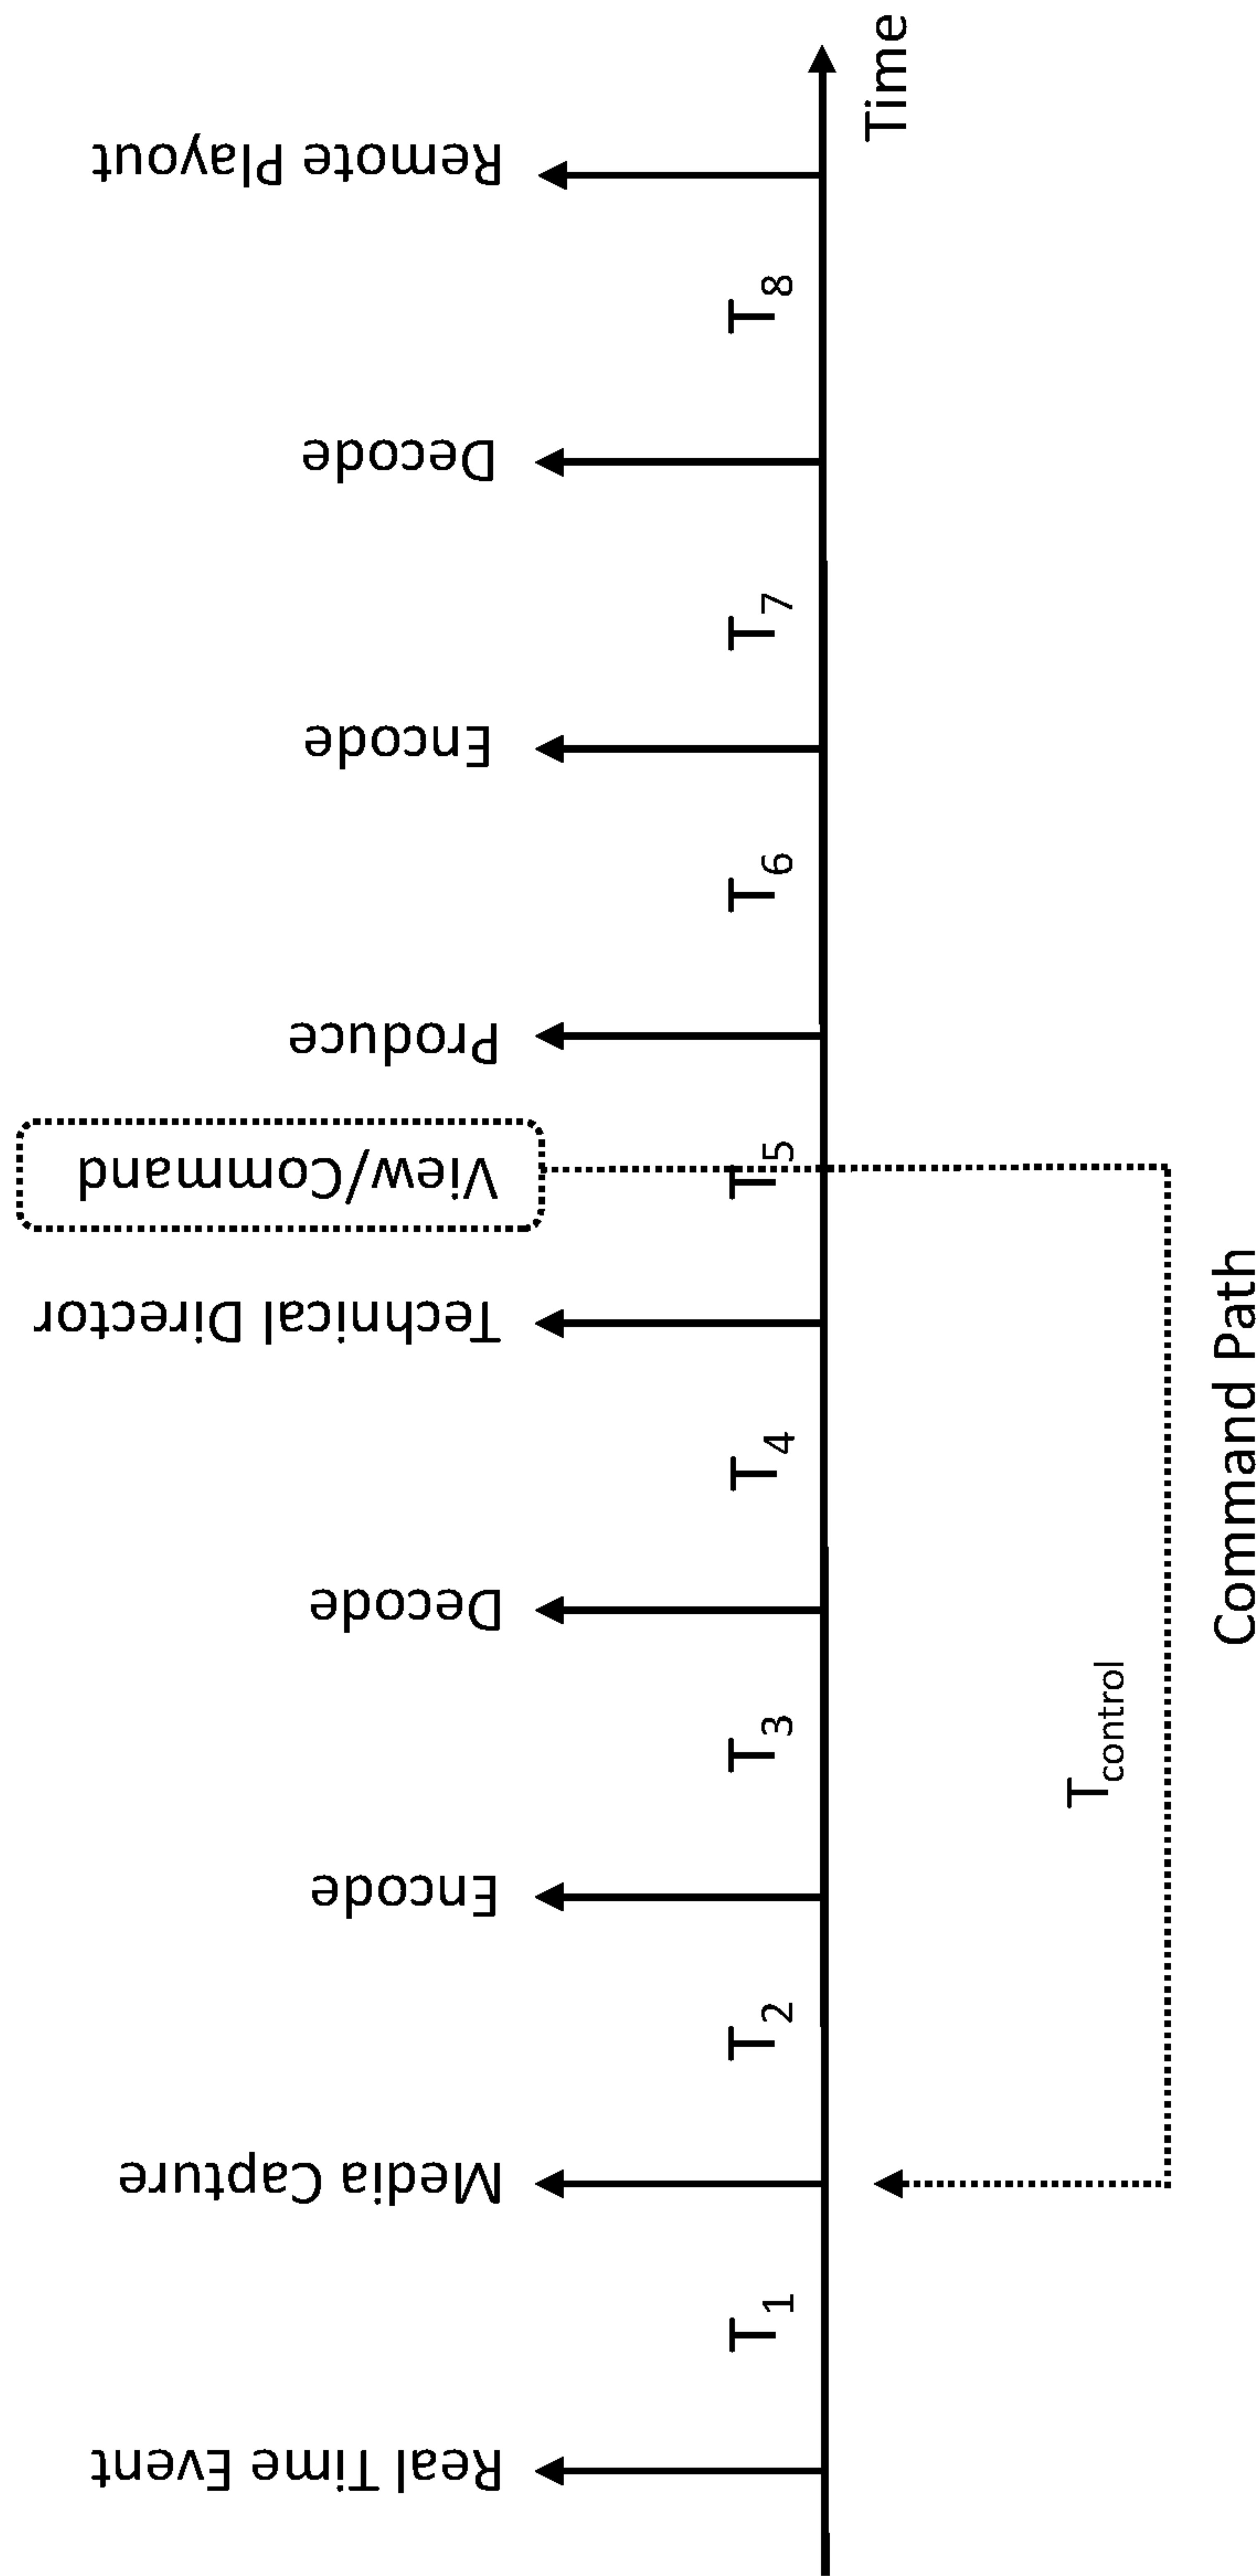 Real Time Event
Media Capture
Encode
Decode
Technical Director
View/Command
Produce
Encode
Decode
Remote Playout
T1
T2
T3
T4
T5
T6
T7
T8
Time
Tcontrol
Command Path